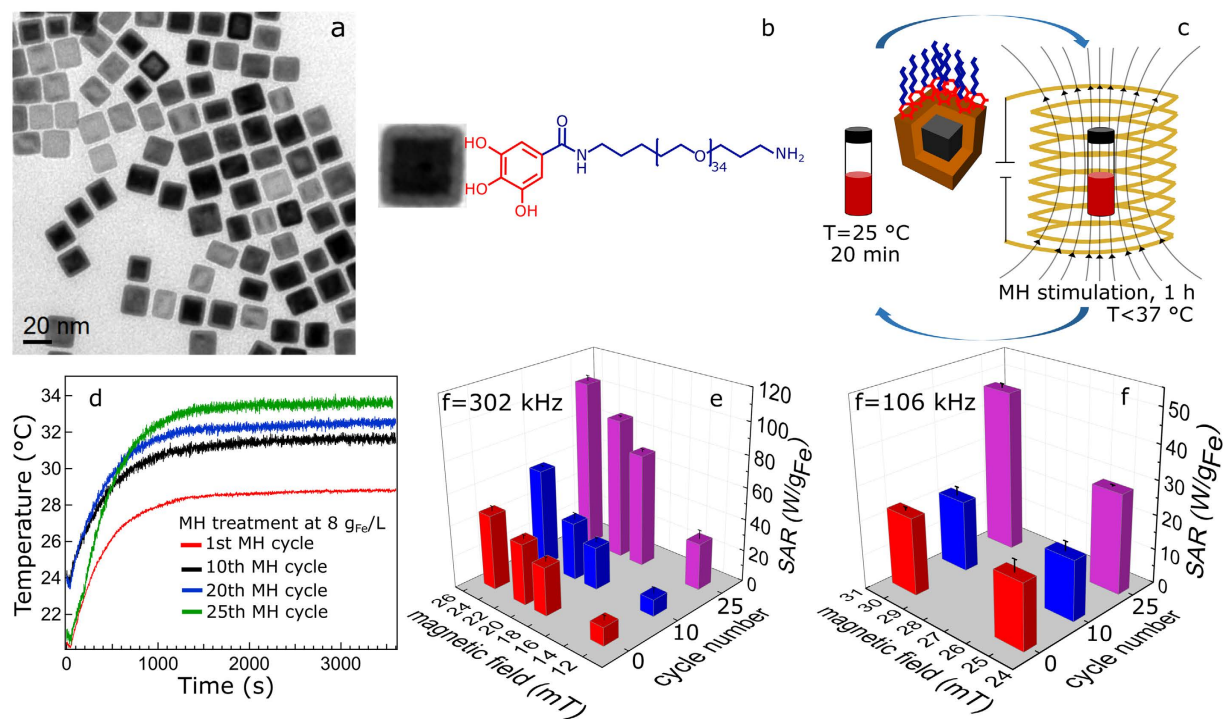 a
20 nm
b
HO
HO
OH
O
N
H
O
34
NH2
c
T=25 °C
20 min
MH stimulation, 1 h
T<37 °C
d
Temperature (°C)
34
32
30
28
26
24
22
MH treatment at 8 gFe/L
1st MH cycle
10th MH cycle
20th MH cycle
25th MH cycle
0
1000
2000
3000
Time (s)
f=302 kHz
e
120
100
80
60
40
20
0
SAR (W/gFe)
26
24
22
20
18
16
14
12
magnetic field (mT)
0
10
25
cycle number
f=106 kHz
f
50
40
30
20
10
0
SAR (W/gFe)
31
30
29
28
27
26
25
24
magnetic field (mT)
0
10
25
cycle number